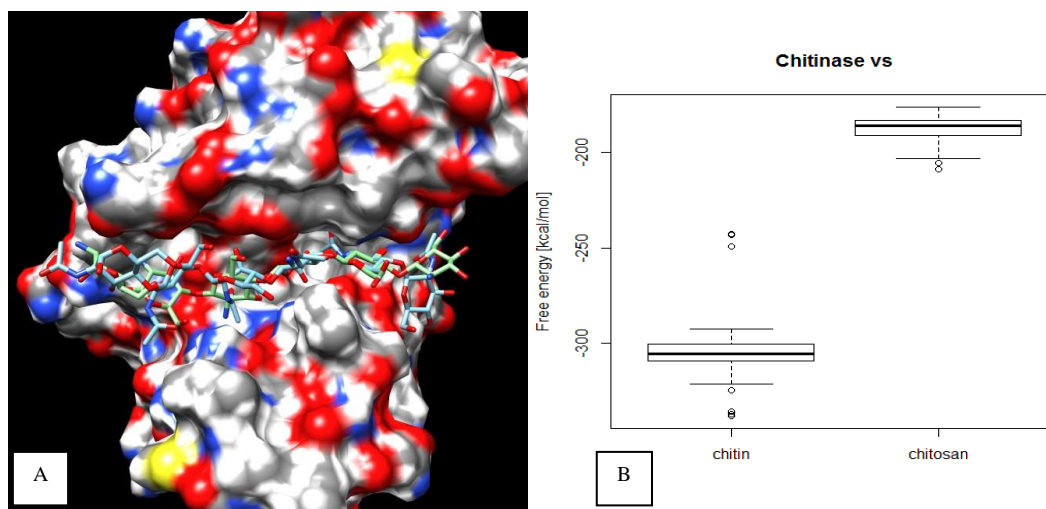 A
Chitinase vs
Free energy [kcal/mol]
-200
-250
-300
chitin
chitosan
B